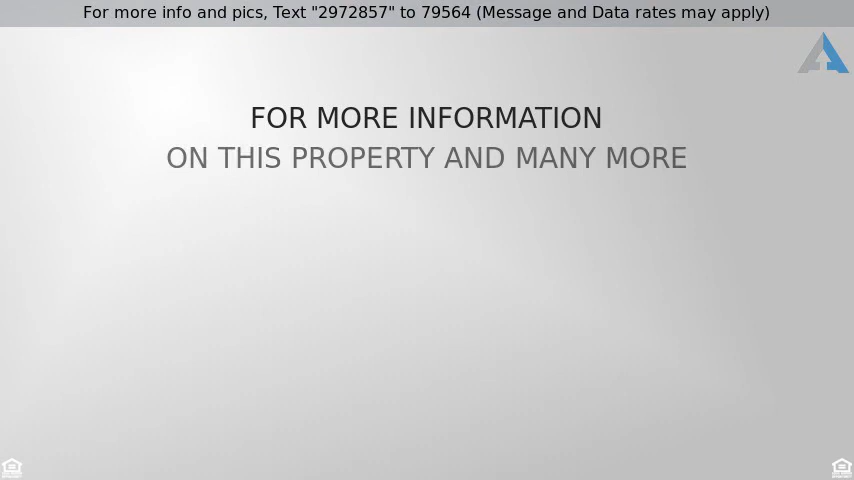 For more info and pics, Text "2972857" to 79564 (Message and Data rates may apply)
FOR MORE INFORMATION
ON THIS PROPERTY AND MANY MORE